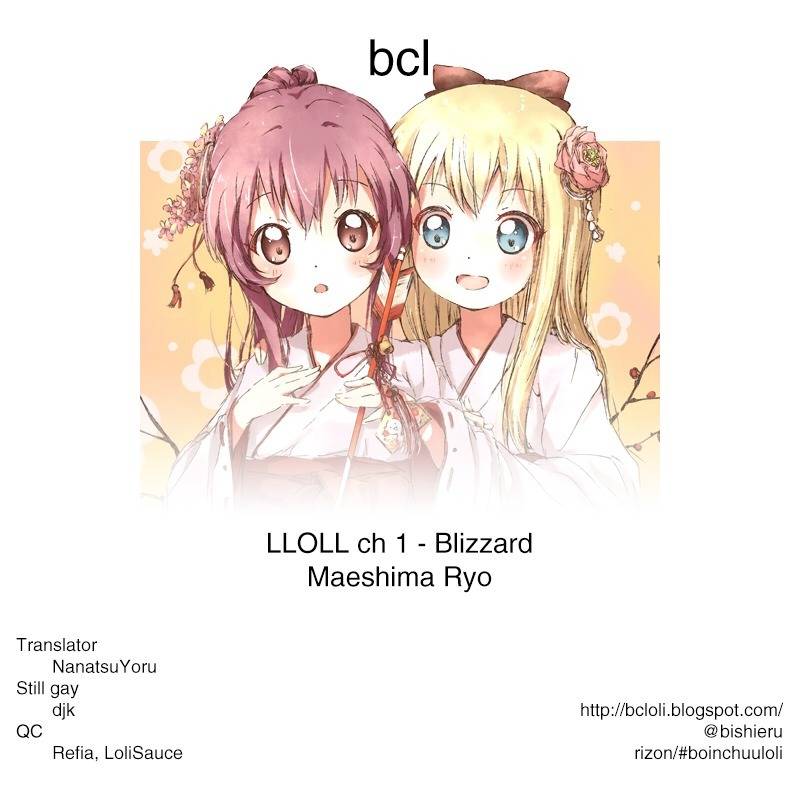 bcl
LLOLL ch 1 - Blizzard
Maeshima Ryo
Translator
NanatsuYoru
Still gay
djk
QC
Refia, LoliSauce
http://bcloli.blogspot.com/
@bishieru
rizon/#boinchuuloli